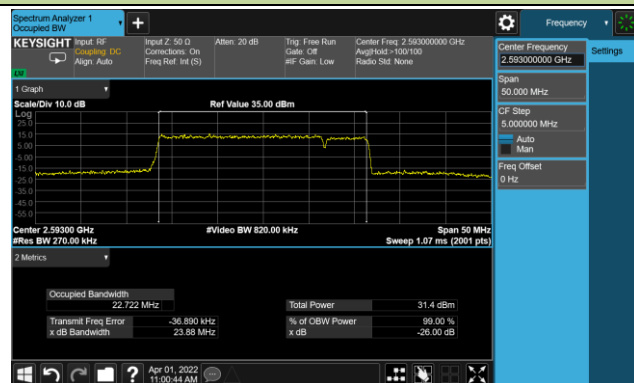 Spectrum Analyzer 1
Occupied BW
+
Frequency
KEYSIGHT
Input: RF
Coupling: DC
Align: Auto
Input Z: 50 Ω
Corrections: On
Freq Ref: Int (S)
Atten: 20 dB
Trig: Free Run
Gate: Off
#IF Gain: Low
Center Freq: 2.593000000 GHz
Avg|Hold:>100/100
Radio Std: None
Center Frequency
2.593000000 GHz
Settings
Span
50.000 MHz
CF Step
5.000000 MHz
Auto
Man
Freq Offset
0 Hz
1 Graph
Scale/Div 10.0 dB
Ref Value 35.00 dBm
Log
25.0
15.0
5.00
-5.00
-15.0
-25.0
-35.0
-45.0
-55.0
Center 2.59300 GHz
#Video BW 820.00 kHz
Span 50 MHz
#Res BW 270.00 kHz
Sweep 1.07 ms (2001 pts)
2 Metrics
Occupied Bandwidth
22.722 MHz
Total Power 31.4 dBm
Transmit Freq Error -36.890 kHz
% of OBW Power 99.00 %
x dB Bandwidth 23.88 MHz
x dB -26.00 dB
?
Apr 01, 2022
11:00:44 AM